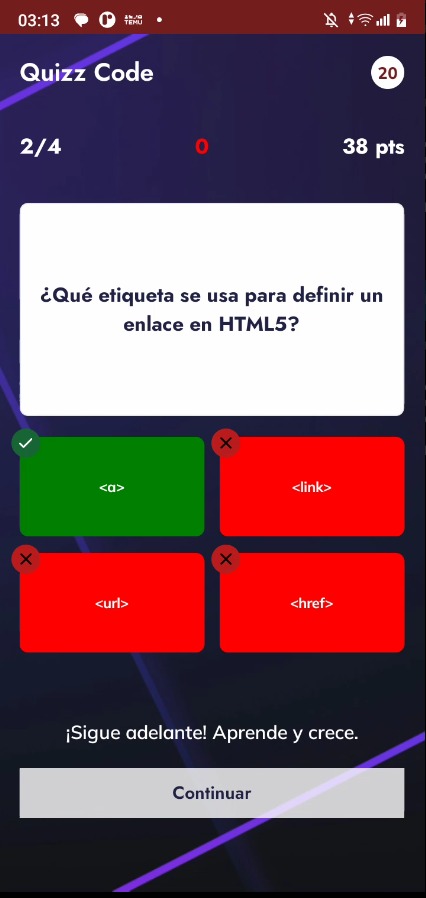 03:13
TEMU
Quizz Code
20
2/4
0
38 pts
¿Qué etiqueta se usa para definir un
enlace en HTML5?
<a>
<link>
<url>
<href>
¡Sigue adelante! Aprende y crece.
Continuar